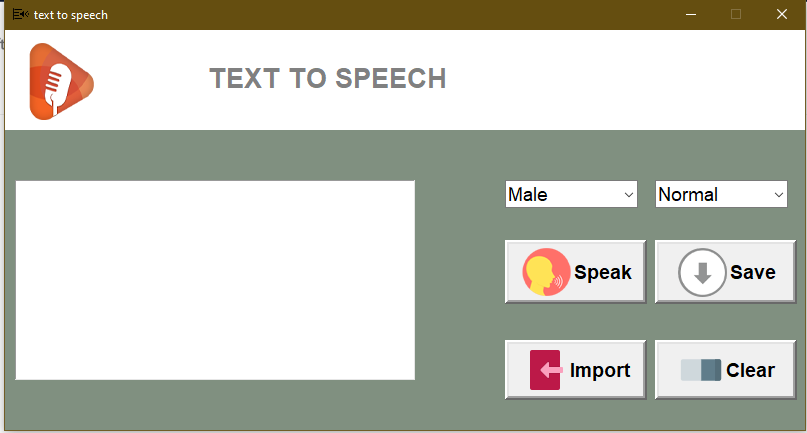 text to speech
TEXT TO SPEECH
Male
Normal
Speak
Save
Import
Clear